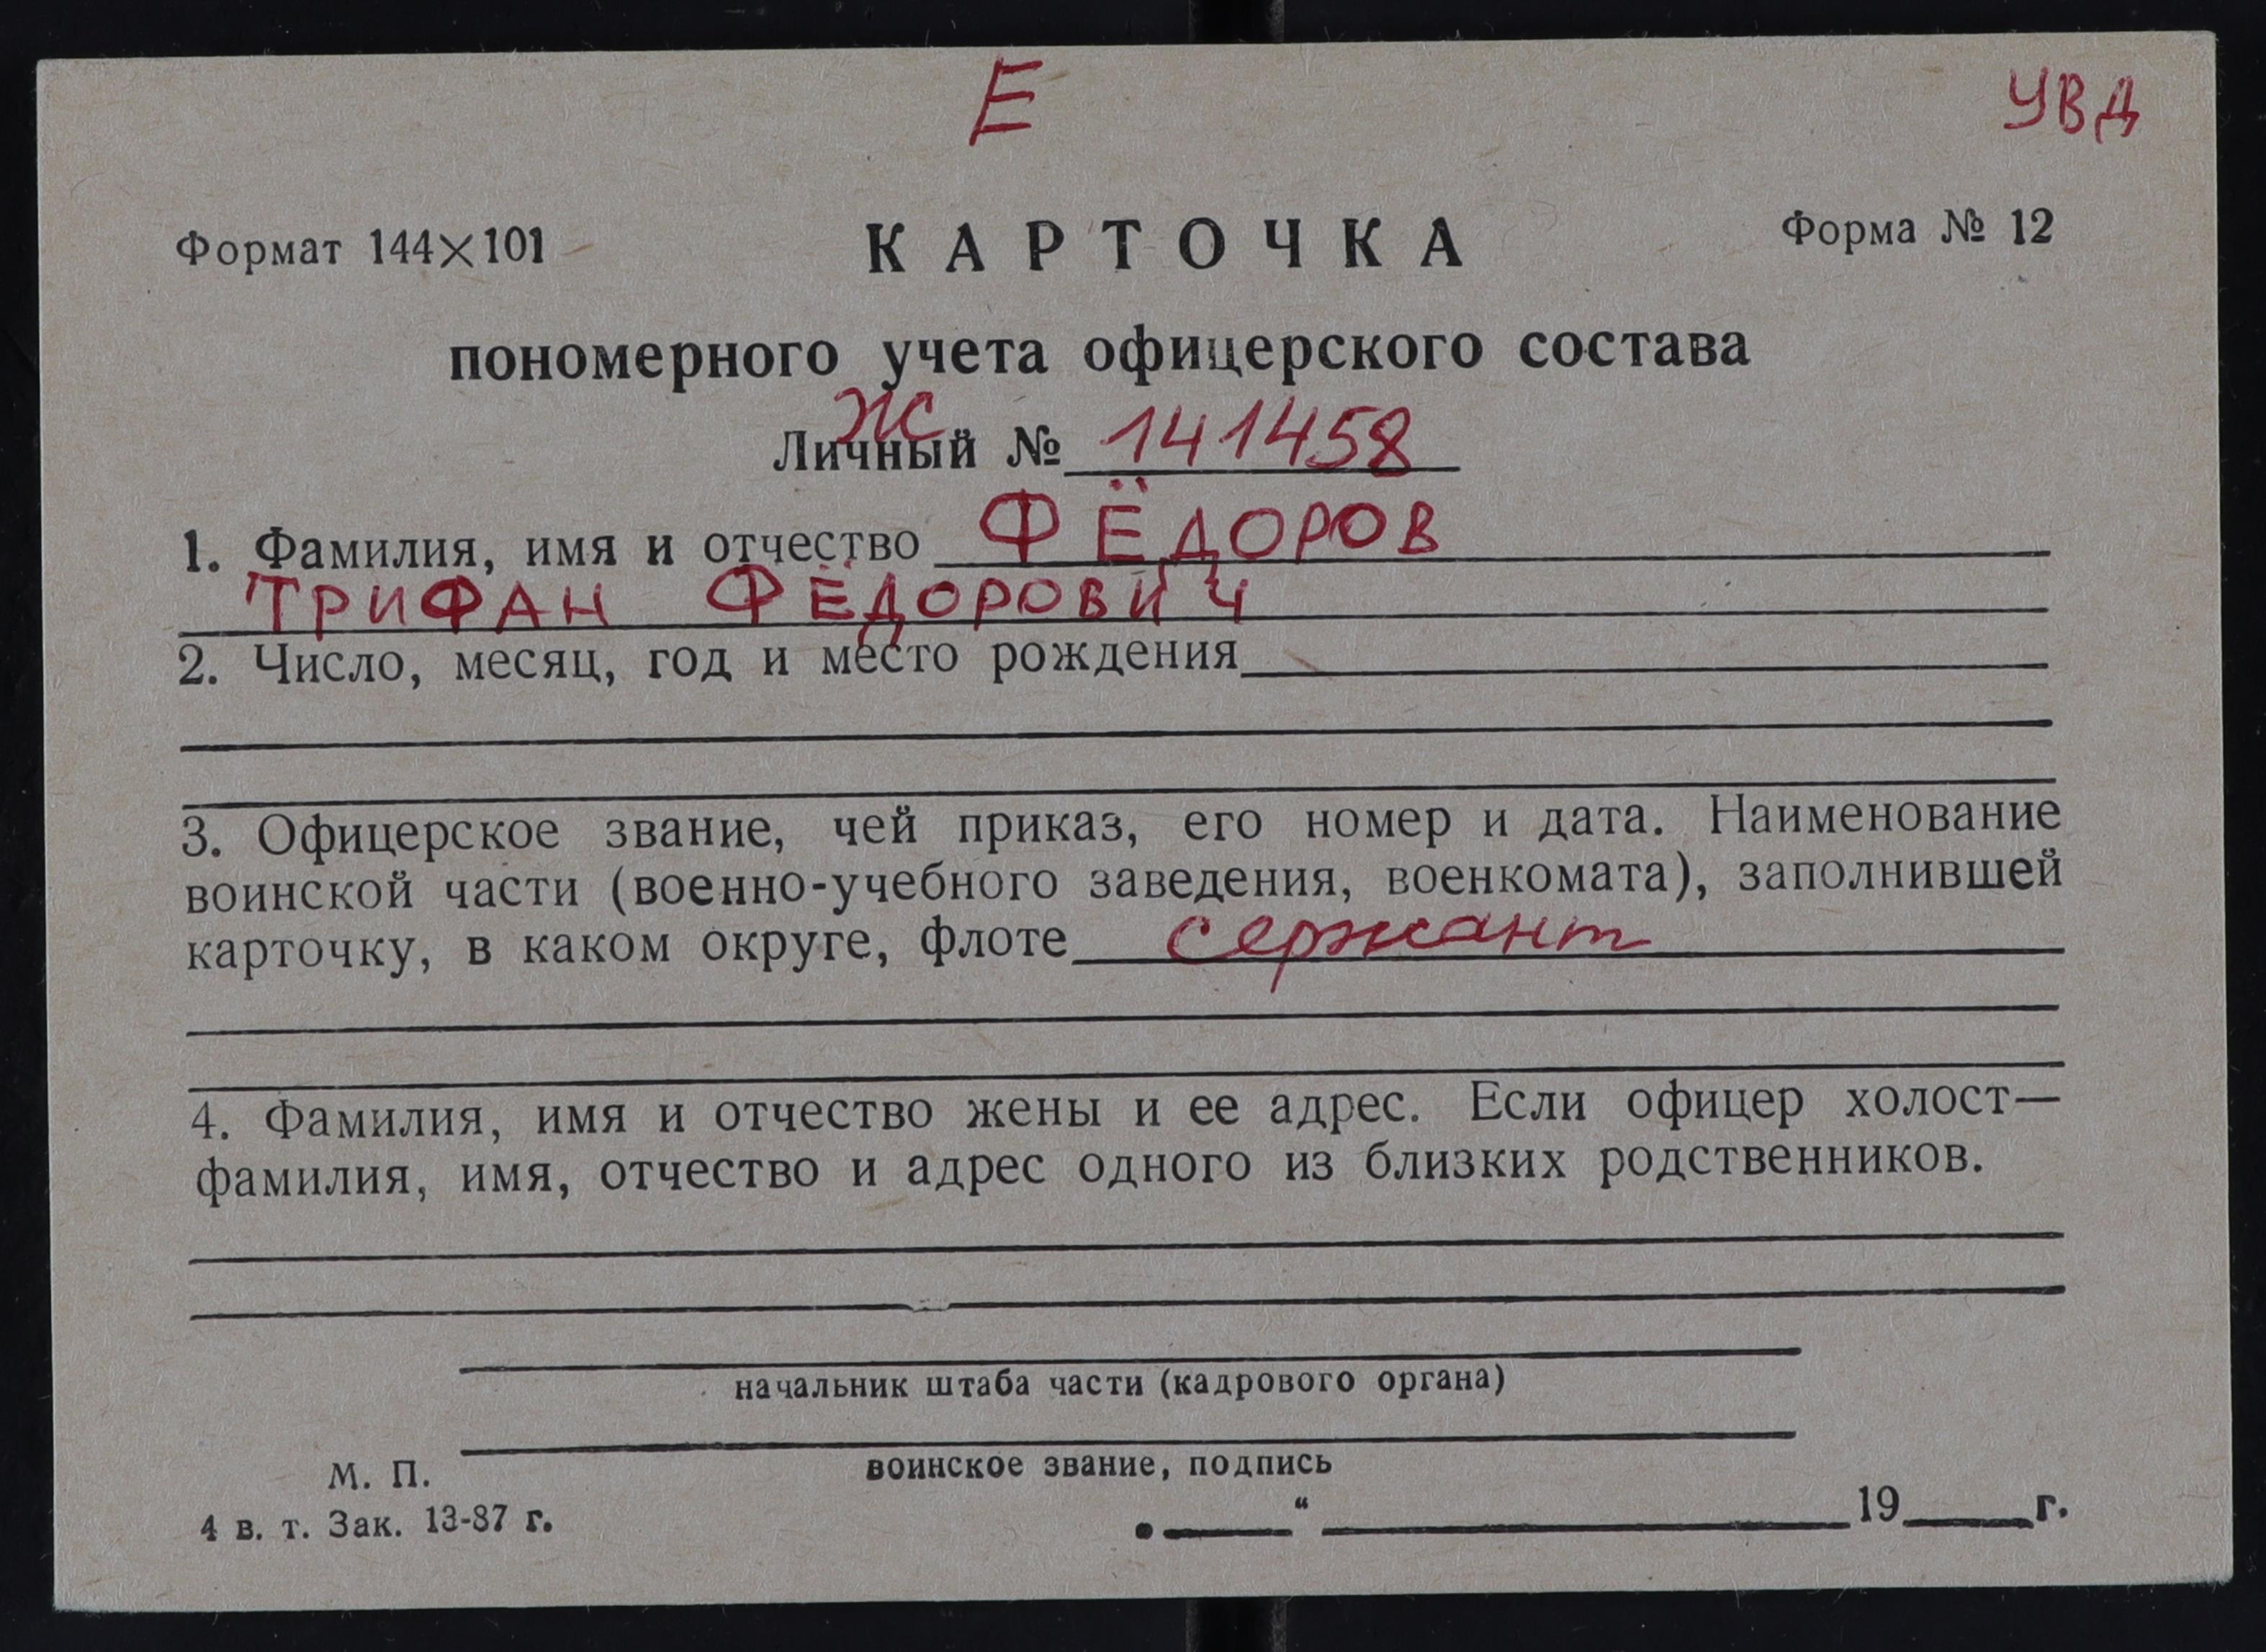 Е
УВД
Формат 144×101
КАРТОЧКА
Форма № 12
пономерного учета офицерского состава
Ж
Личный № 141458
1. Фамилия, имя и отчество ФЁДОРОВ
ТРИФАН ФЁДОРОВИЧ
2. Число, месяц, год и место рождения
3. Офицерское звание, чей приказ, его номер и дата. Наименование
воинской части (военно-учебного заведения, военкомата), заполнившей
карточку, в каком округе, флоте сержант
4. Фамилия, имя и отчество жены и ее адрес. Если офицер холост—
фамилия, имя, отчество и адрес одного из близких родственников.
начальник штаба части (кадрового органа)
воинское звание, подпись
М. П.
4 в. т. Зак. 13-87 г.
“ 19 г.